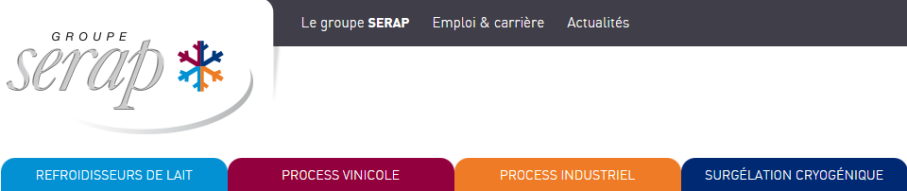 Le groupe SERAP Emploi & carrière Actualités
GROUPE
serap
REFROIDISSEURS DE LAIT PROCESS VINICOLE PROCESS INDUSTRIEL SURGÉLATION CRYOGÉNIQUE